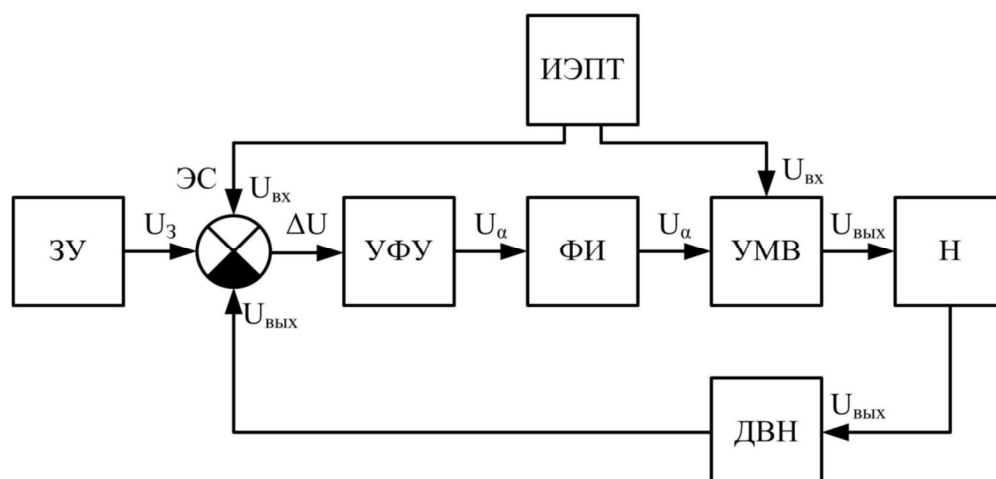 ИЭПТ
ЭС
Uвх
Uвх
ЗУ
Uз
ΔU
УФУ
Uα
ФИ
Uα
УМВ
Uвых
Н
Uвых
Uвых
ДВН